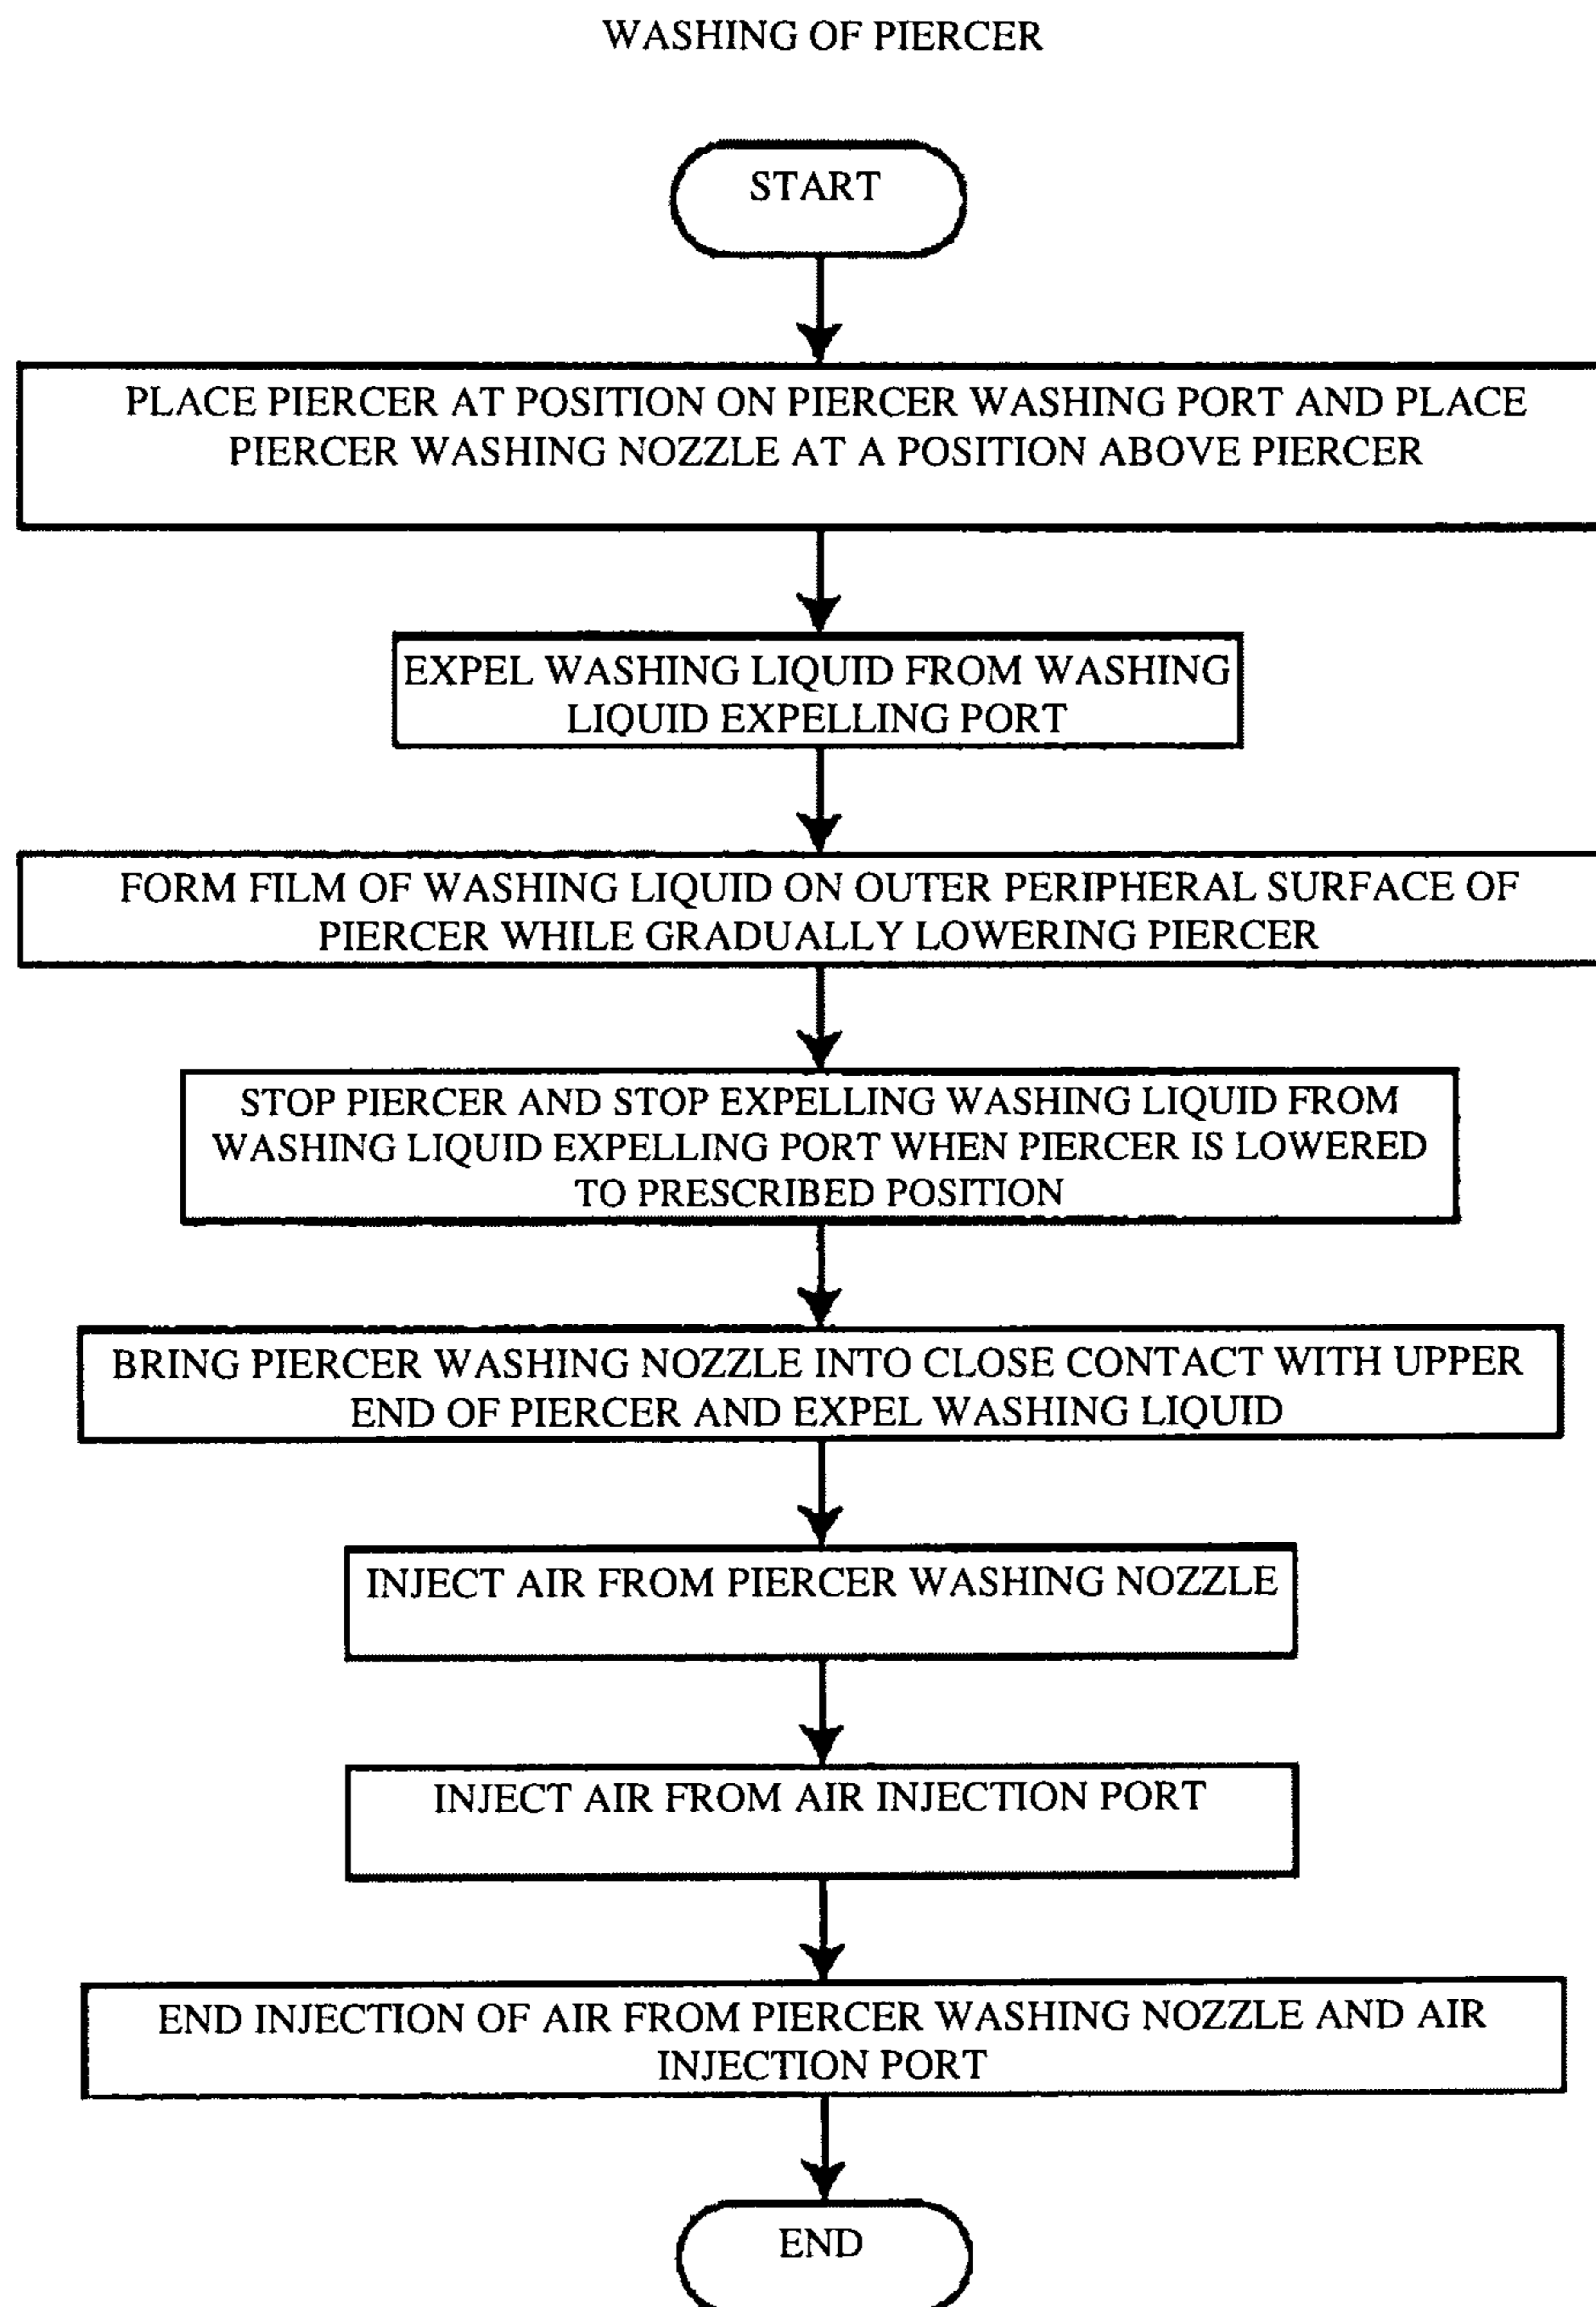 WASHING OF PIERCER
START
PLACE PIERCER AT POSITION ON PIERCER WASHING PORT AND PLACE
PIERCER WASHING NOZZLE AT A POSITION ABOVE PIERCER
EXPEL WASHING LIQUID FROM WASHING
LIQUID EXPELLING PORT
FORM FILM OF WASHING LIQUID ON OUTER PERIPHERAL SURFACE OF
PIERCER WHILE GRADUALLY LOWERING PIERCER
STOP PIERCER AND STOP EXPELLING WASHING LIQUID FROM
WASHING LIQUID EXPELLING PORT WHEN PIERCER IS LOWERED
TO PRESCRIBED POSITION
BRING PIERCER WASHING NOZZLE INTO CLOSE CONTACT WITH UPPER
END OF PIERCER AND EXPEL WASHING LIQUID
INJECT AIR FROM PIERCER WASHING NOZZLE
INJECT AIR FROM AIR INJECTION PORT
END INJECTION OF AIR FROM PIERCER WASHING NOZZLE AND AIR
INJECTION PORT
END